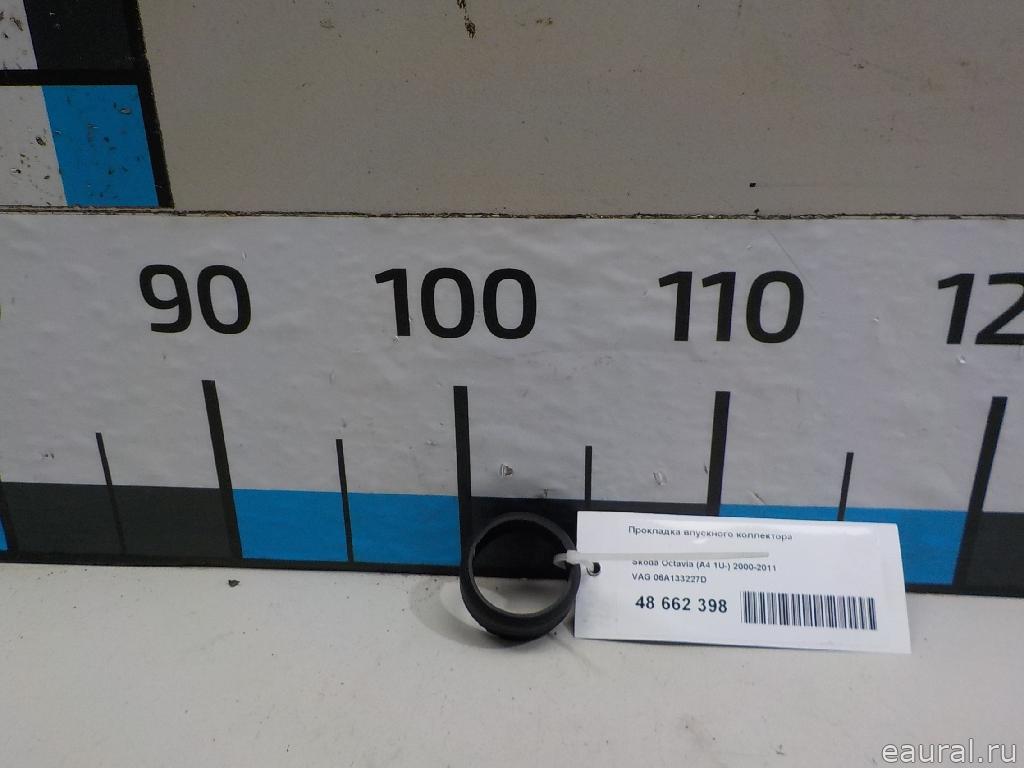 90 100 110 12
Прокладка впускного коллектора
Skoda Octavia (A4 1U-) 2000-2011
VAG 06A133227D
48 662 398
eaural.ru